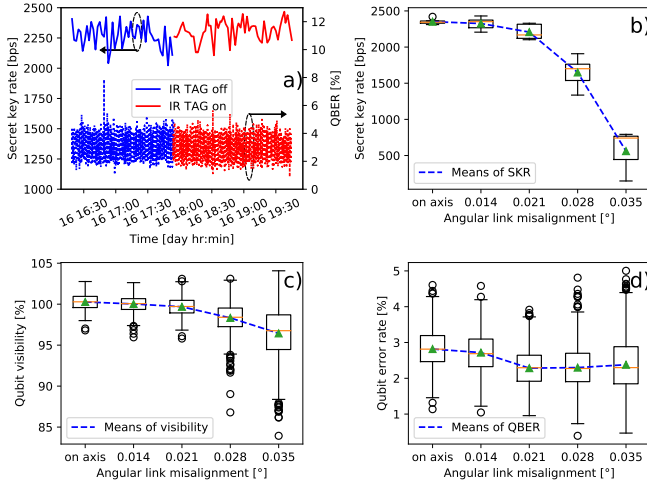 2500
2250
2000
1750
1500
1250
1000
Secret key rate [bps]
12
10
8
6
4
2
0
QBER [%]
a)
IR TAG off
IR TAG on
16 16:30
16 17:00
16 17:30
16 18:00
16 18:30
16 19:00
16 19:30
Time [day hr:min]
b)
2500
2000
1500
1000
500
Secret key rate [bps]
Means of SKR
on axis 0.014 0.021 0.028 0.035
Angular link misalignment [°]
c)
105
100
95
90
85
Qubit visibility [%]
Means of visibility
on axis 0.014 0.021 0.028 0.035
Angular link misalignment [°]
d)
5
4
3
2
1
Qubit error rate [%]
Means of QBER
on axis 0.014 0.021 0.028 0.035
Angular link misalignment [°]